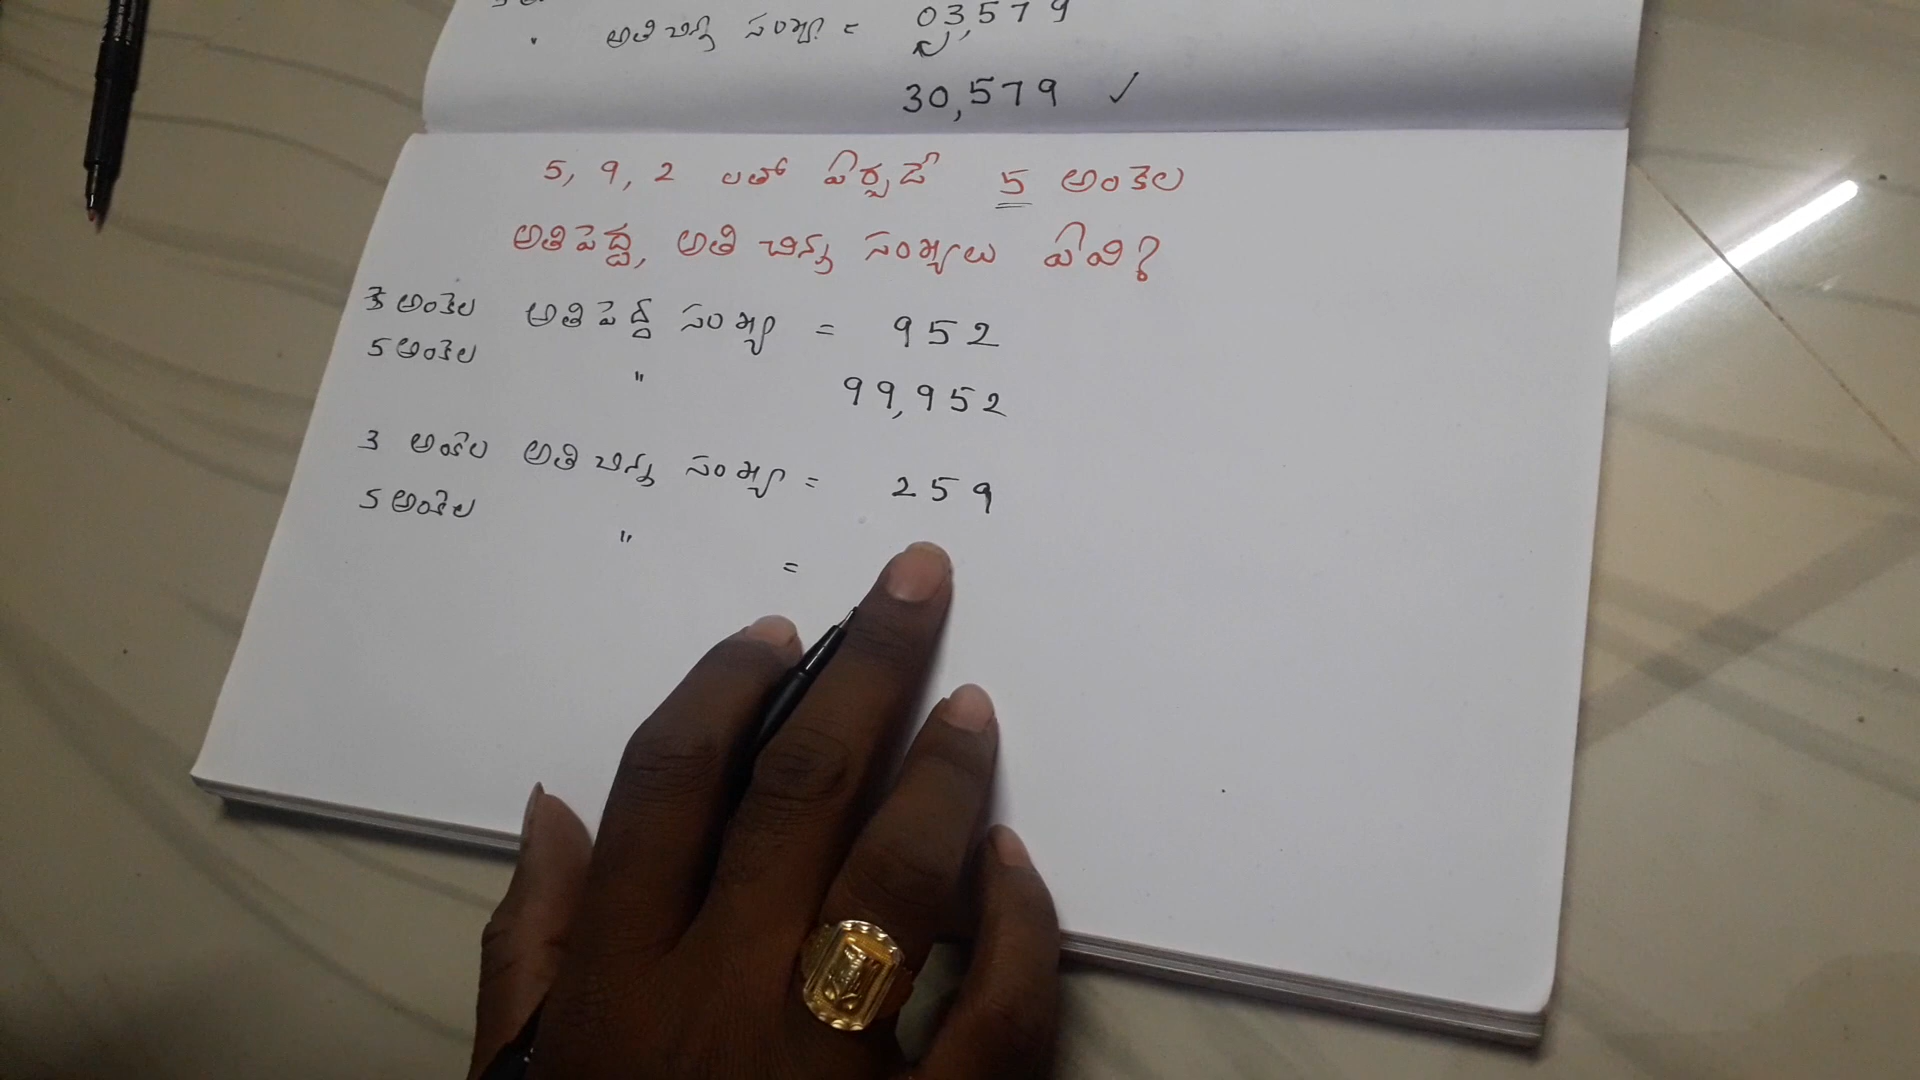 " అతి చిన్న సంఖ్య = 03,579
30,579 ✓
5, 9, 2 లతో ఏర్పడే 5 అంకెల
అతి పెద్ద, అతి చిన్న సంఖ్యలు ఏవి?
3 అంకెల అతి పెద్ద సంఖ్య = 952
5 అంకెల " 99,952
3 అంకెల అతి చిన్న సంఖ్య = 259
5 అంకెల " =